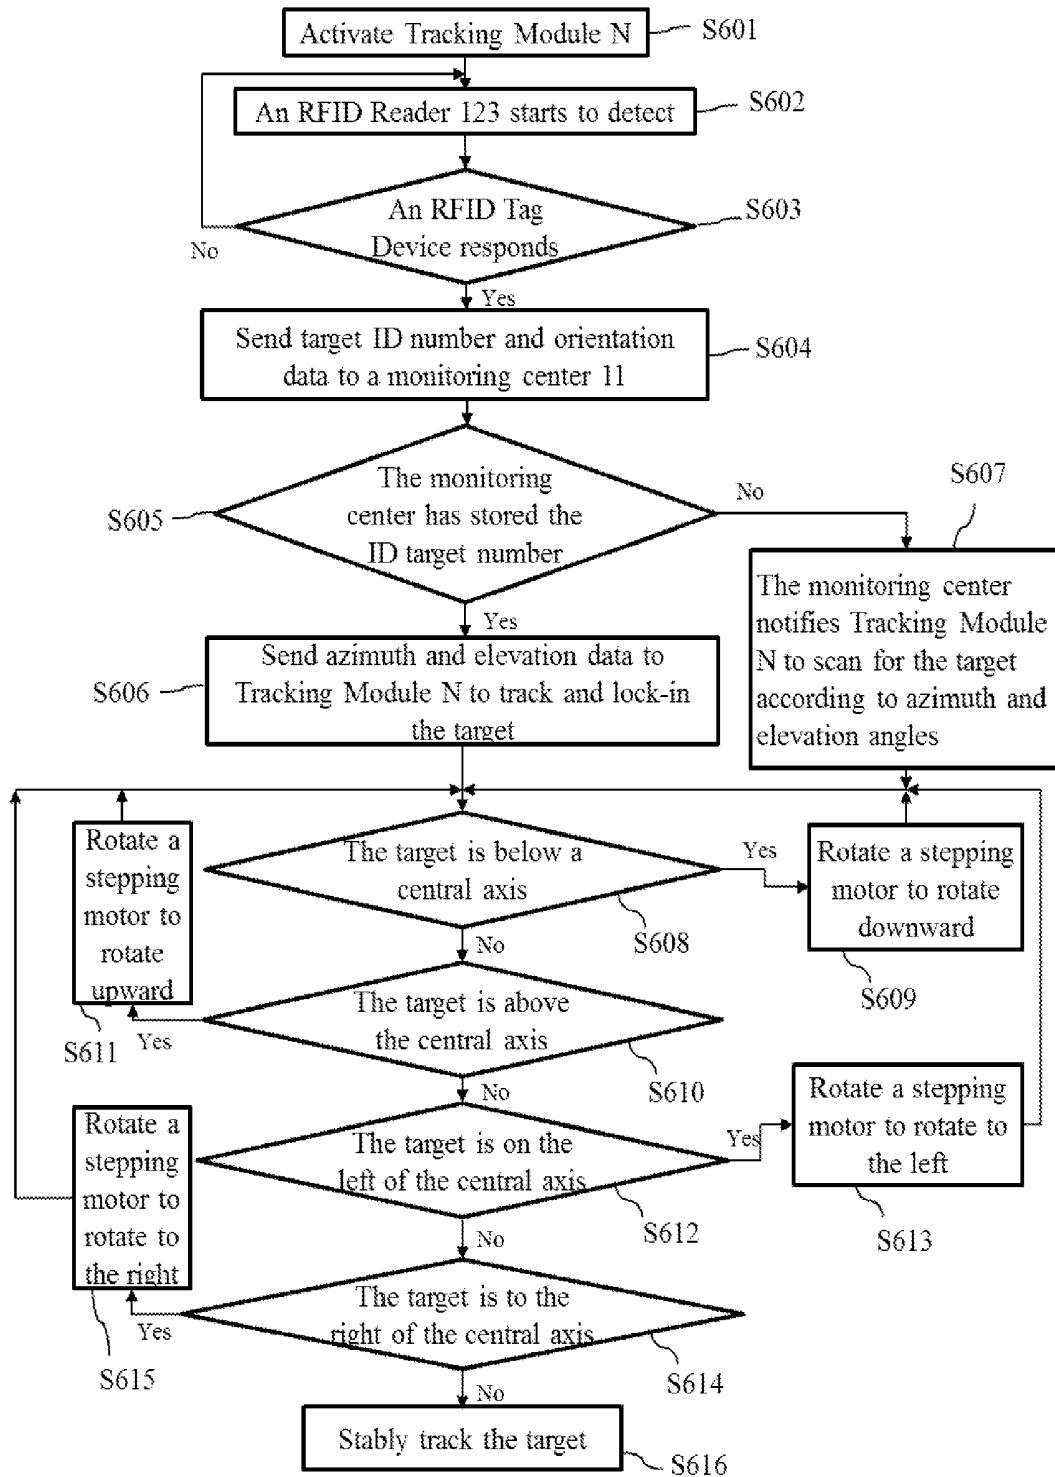 Activate Tracking Module N
S601
An RFID Reader 123 starts to detect
S602
An RFID Tag
Device responds
S603
No
Yes
Send target ID number and orientation
data to a monitoring center 11
S604
The monitoring
center has stored the
ID target number
S605
No
S607
Yes
The monitoring center
notifies Tracking Module
N to scan for the target
according to azimuth and
elevation angles
Send azimuth and elevation data to
Tracking Module N to track and lock-in
the target
S606
Rotate a
stepping
motor to
rotate
upward
The target is below a
central axis
Yes
Rotate a stepping
motor to rotate
downward
S608
No
S609
The target is above
the central axis
S611
Yes
S610
No
Rotate a
stepping
motor to
rotate to
the right
The target is on the
left of the central axis
Yes
Rotate a stepping
motor to rotate to
the left
S612
S613
No
The target is to the
right of the central axis
Yes
S615
S614
No
Stably track the target
S616